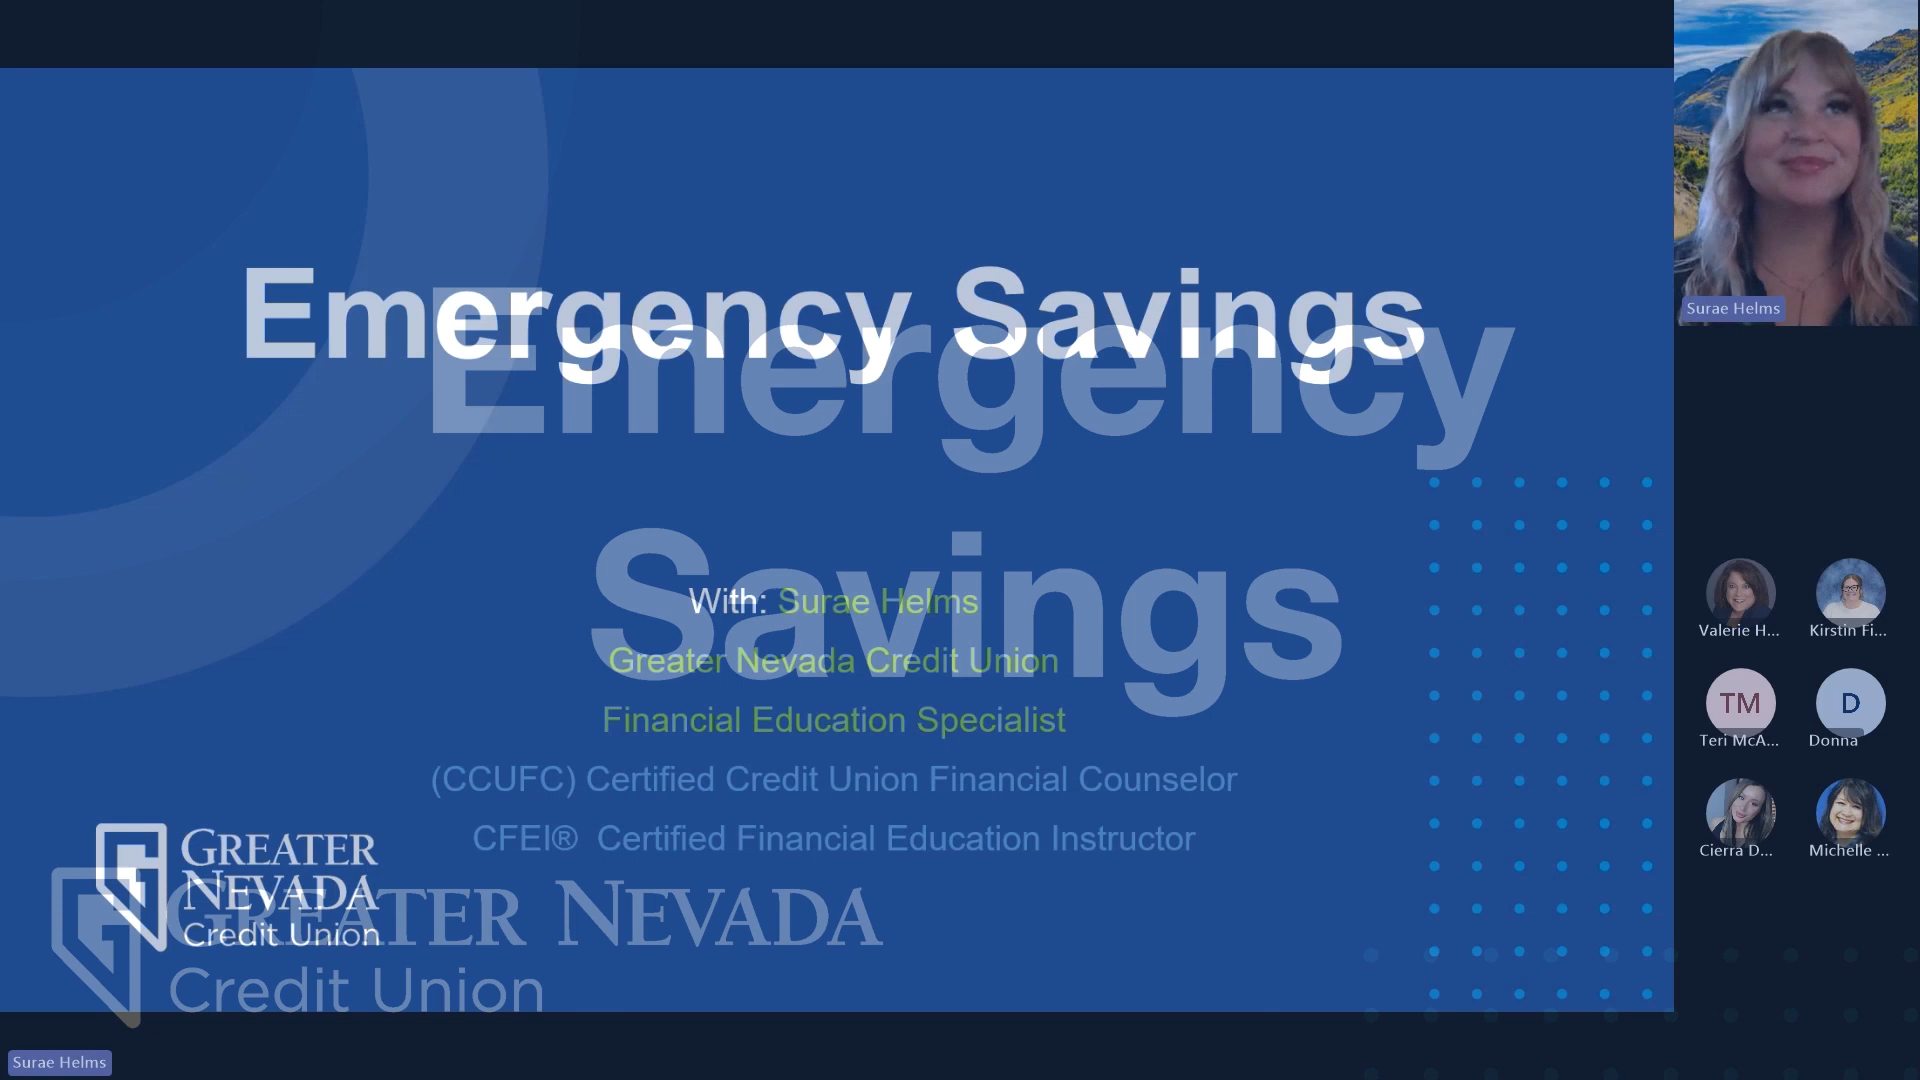 Emergency Savings
Emergency
Savings
With: Surae Helms
Greater Nevada Credit Union
Financial Education Specialist
(CCUFC) Certified Credit Union Financial Counselor
CFEI® Certified Financial Education Instructor
GREATER
NEVADA
Credit Union
GREATER NEVADA
Credit Union
Surae Helms
Surae Helms
Valerie H...
Kirstin Fi...
TM
D
Teri McA...
Donna
Cierra D...
Michelle ...